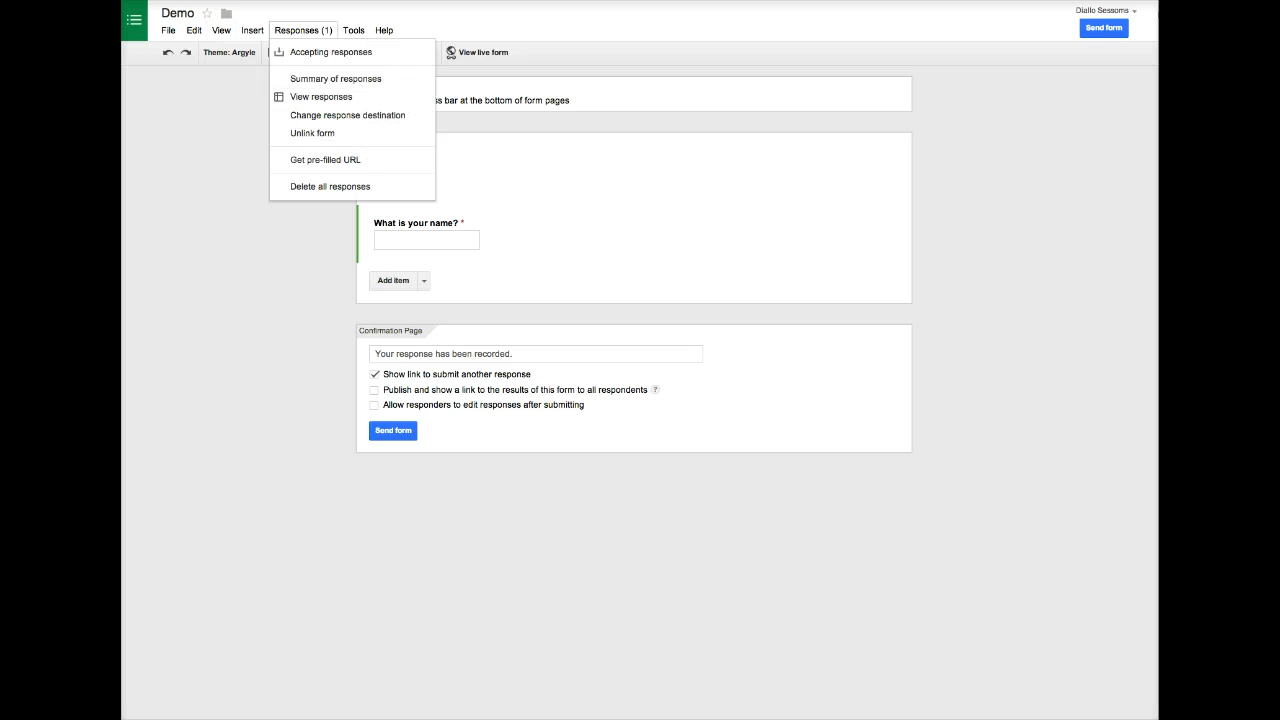 Demo
Diallo Sessoms
File Edit View Insert Responses (1) Tools Help
Send form
Theme: Argyle
View live form
Accepting responses
Summary of responses
View responses
Change response destination
Unlink form
Get pre-filled URL
Delete all responses
bar at the bottom of form pages
What is your name? *
Add item
Confirmation Page
Your response has been recorded.
Show link to submit another response
Publish and show a link to the results of this form to all respondents ?
Allow responders to edit responses after submitting
Send form